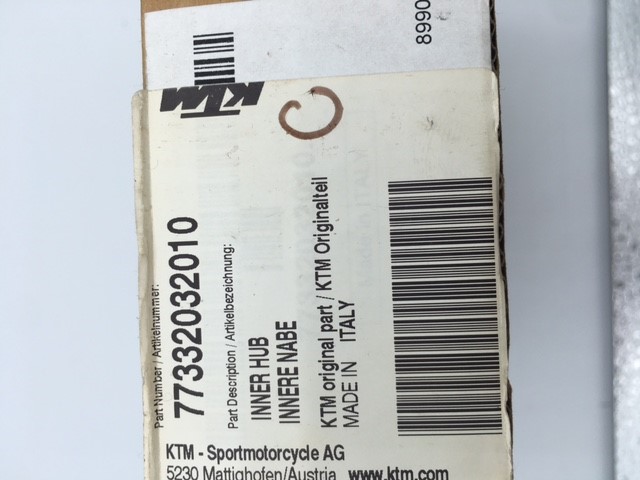 8990
KTM
C
Part Number / Artikelnummer:
77332032010
Part Description / Artikelbezeichnung:
INNER HUB
INNERE NABE
KTM original part / KTM Originalteil
MADE IN ITALY
KTM - Sportmotorcycle AG
5230 Mattighofen/Austria www.ktm.com